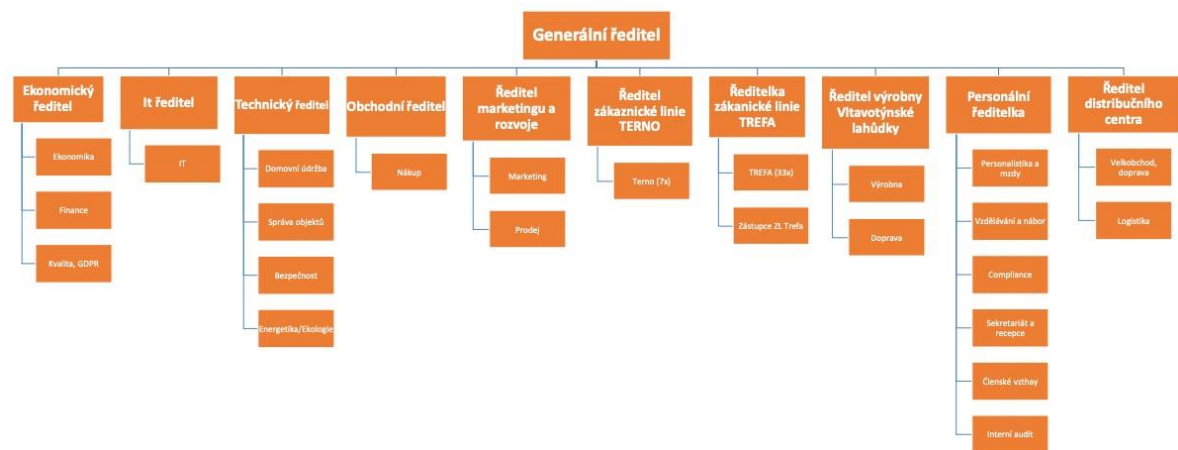 Generální ředitel
Ekonomický
ředitel
Ekonomika
Finance
Kvalita, GDPR
It ředitel
IT
Technický ředitel
Domovní údržba
Správa objektů
Bezpečnost
Energetika/Ekologie
Obchodní ředitel
Nákup
Ředitel
marketingu a
rozvoje
Marketing
Prodej
Ředitel
zákaznické linie
TERNO
Terno (7x)
Ředitelka
zákanické linie
TREFA
TREFA (33x)
Zástupce ZL Trefa
Ředitel výrobny
Vltavotýnské
lahůdky
Výrobna
Doprava
Personální
ředitelka
Personalistika a
mzdy
Vzdělávání a nábor
Compliance
Sekretariát a
recepce
Členské vzthay
Interní audit
Ředitel
distribučního
centra
Velkobchod,
doprava
Logistika